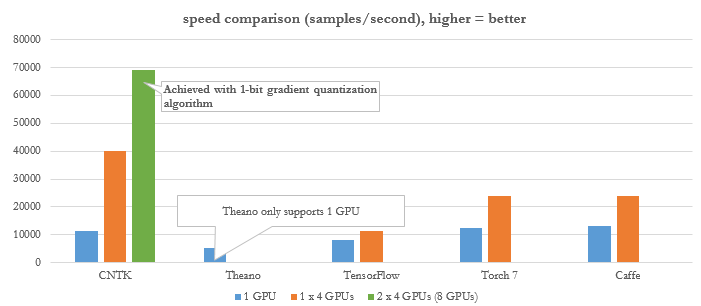 speed comparison (samples/second), higher = better
80000
70000
60000
50000
40000
30000
20000
10000
0
Achieved with 1-bit gradient quantization
algorithm
Theano only supports 1 GPU
CNTK
Theano
TensorFlow
Torch 7
Caffe
1 GPU
1 x 4 GPUs
2 x 4 GPUs (8 GPUs)